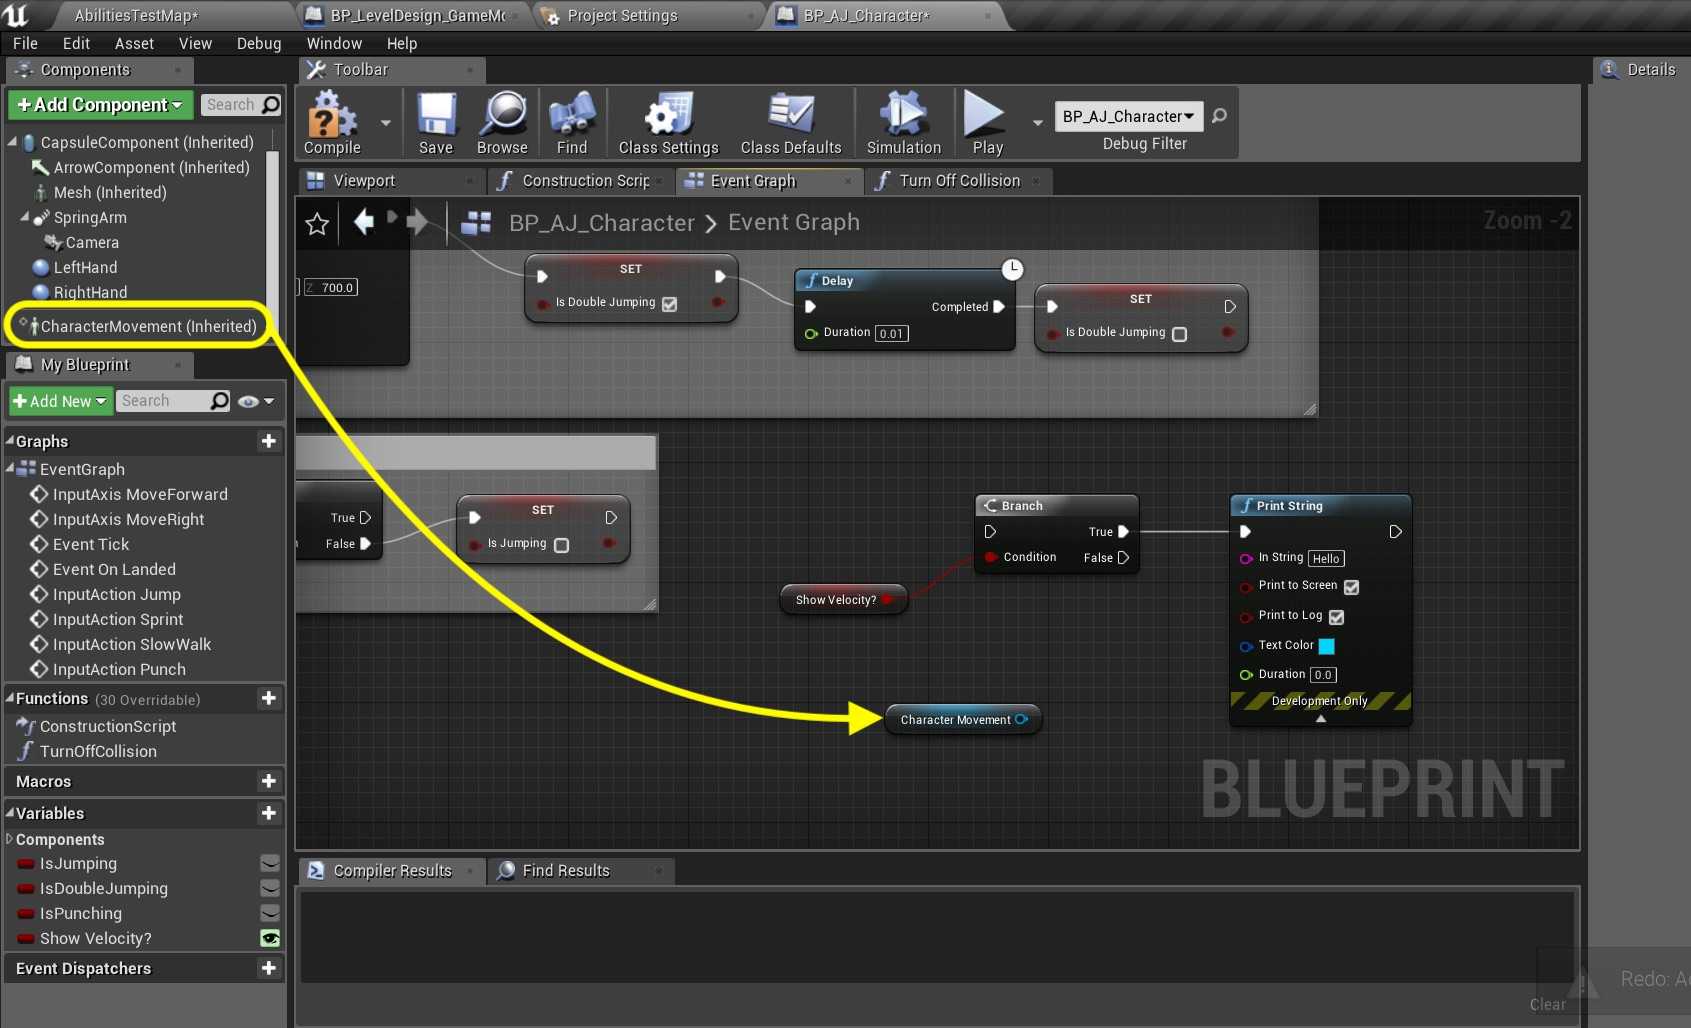 AbilitiesTestMap*
BP_LevelDesign_GameMo
Project Settings
BP_AJ_Character*
File Edit Asset View Debug Window Help
Components
Toolbar
Details
+Add Component
Search
CapsuleComponent (Inherited)
ArrowComponent (Inherited)
Mesh (Inherited)
SpringArm
Camera
LeftHand
RightHand
CharacterMovement (Inherited)
Compile
Save
Browse
Find
Class Settings
Class Defaults
Simulation
Play
BP_AJ_Character
Debug Filter
Viewport
Construction Scrip
Event Graph
Turn Off Collision
BP_AJ_Character > Event Graph
Zoom -2
Z 700.0
SET
Is Double Jumping
Delay
Completed
Duration 0.01
SET
Is Double Jumping
My Blueprint
+Add New
Search
Graphs
EventGraph
InputAxis MoveForward
InputAxis MoveRight
Event Tick
Event On Landed
InputAction Jump
InputAction Sprint
InputAction SlowWalk
InputAction Punch
Functions (30 Overridable)
ConstructionScript
TurnOffCollision
Macros
Variables
Components
IsJumping
IsDoubleJumping
IsPunching
Show Velocity?
Event Dispatchers
True
False
SET
Is Jumping
Branch
True
Condition
False
Show Velocity?
Character Movement
Print String
In String Hello
Print to Screen
Print to Log
Text Color
Duration 0.0
Development Only
BLUEPRINT
Compiler Results
Find Results
Redo: A
Clear